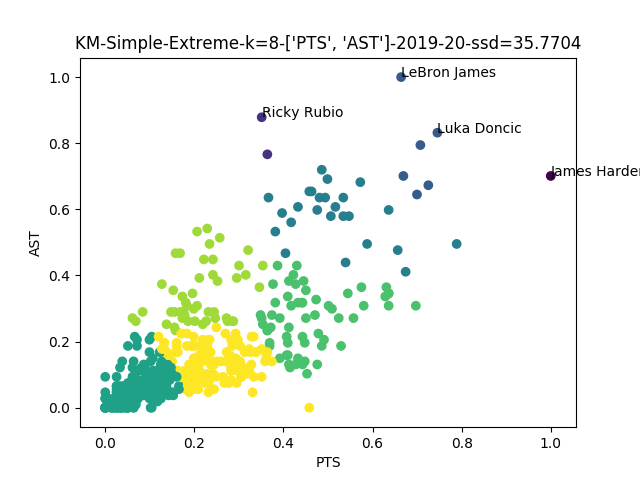 KM-Simple-Extreme-k=8-['PTS', 'AST']-2019-20-ssd=35.7704
1.0
LeBron James
Ricky Rubio
Luka Doncic
0.8
James Harden
0.6
AST
0.4
0.2
0.0
0.0 0.2 0.4 0.6 0.8 1.0
PTS